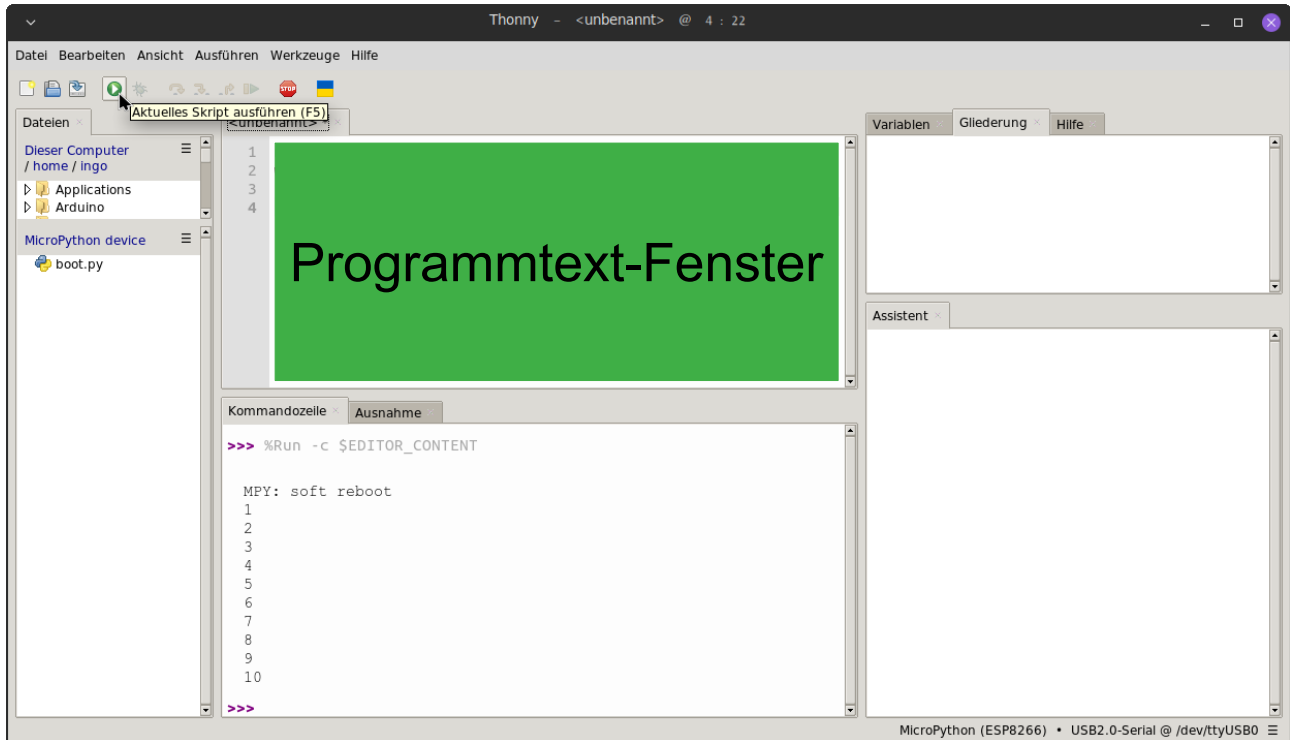 Thonny – <unbenannt> @ 4 : 22
Datei Bearbeiten Ansicht Ausführen Werkzeuge Hilfe
STOP
Aktuelles Skript ausführen (F5)
Dateien
<unbenannt> *
Variablen Gliederung Hilfe
Dieser Computer
/ home / ingo
Applications
Arduino
MicroPython device
boot.py
1
2
3
4
Programmtext-Fenster
Assistent
Kommandozeile Ausnahme
>>> %Run -c $EDITOR_CONTENT
MPY: soft reboot
1
2
3
4
5
6
7
8
9
10
>>>
MicroPython (ESP8266) • USB2.0-Serial @ /dev/ttyUSB0 ☰